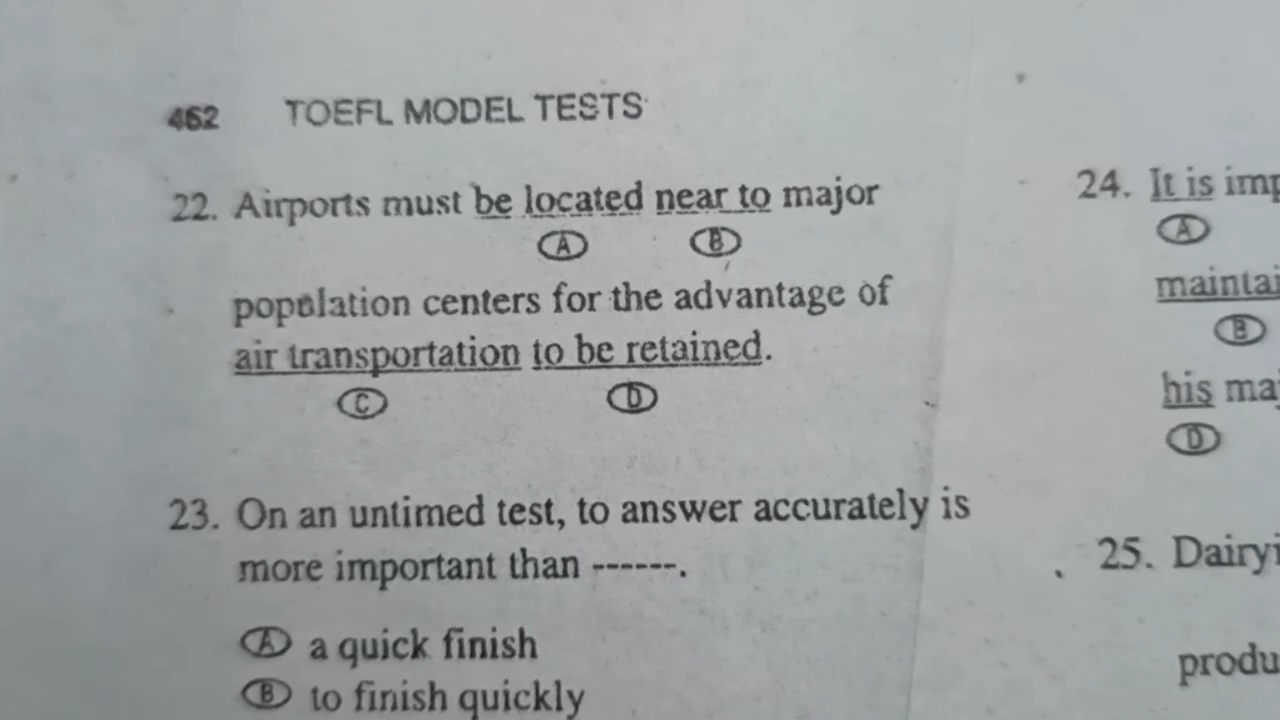 462 TOEFL MODEL TESTS
22. Airports must be located near to major
A B
population centers for the advantage of
air transportation to be retained.
C D
23. On an untimed test, to answer accurately is
more important than ------.
A a quick finish
B to finish quickly
24. It is
A
B
his
D
25.